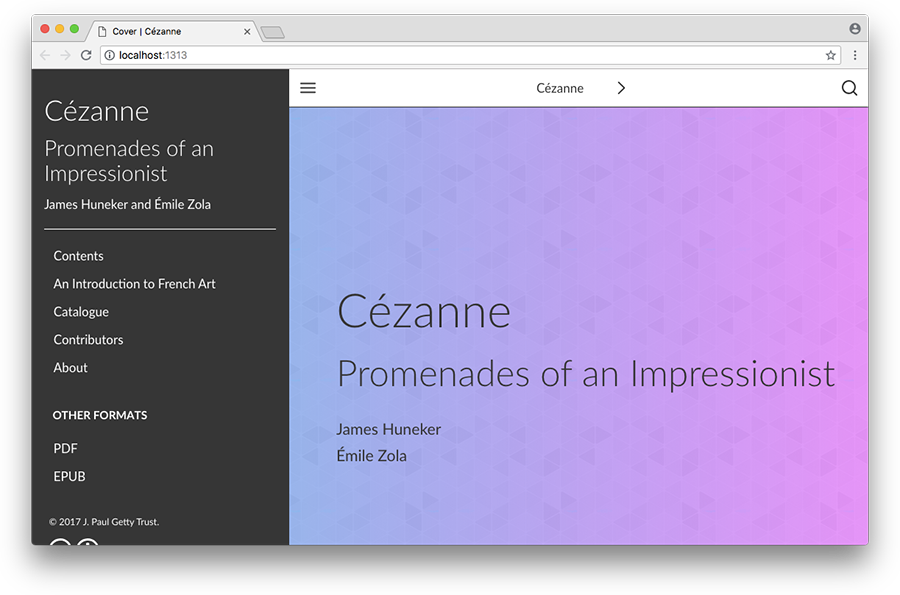 Cover | Cézanne
localhost:1313
Cézanne
Promenades of an
Impressionist
James Huneker and Émile Zola
Contents
An Introduction to French Art
Catalogue
Contributors
About
OTHER FORMATS
PDF
EPUB
© 2017 J. Paul Getty Trust.
Cézanne
Cézanne
Promenades of an Impressionist
James Huneker
Émile Zola